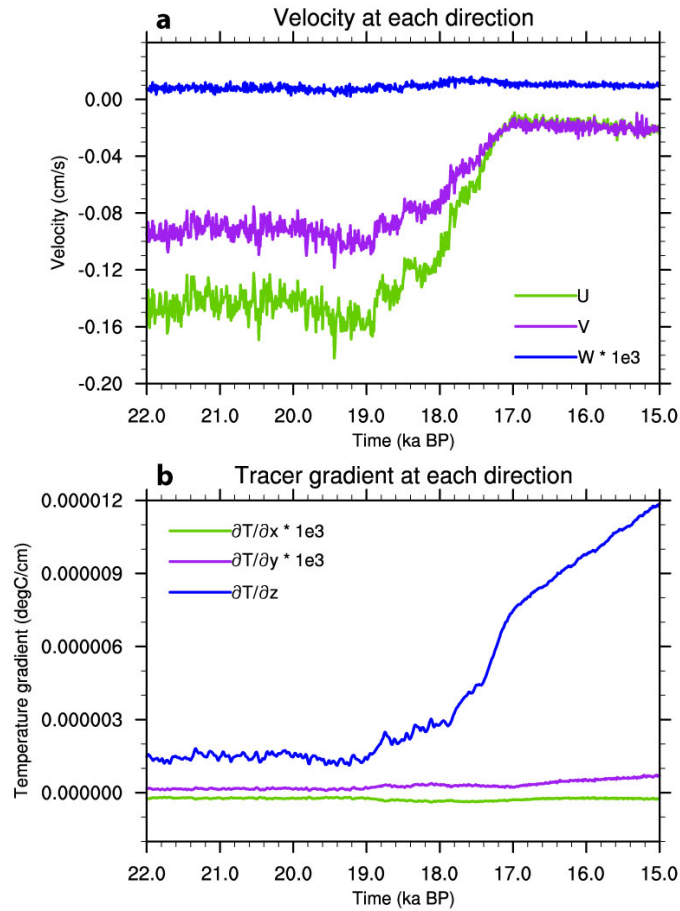 a Velocity at each direction
0.00
-0.04
-0.08
-0.12
-0.16
-0.20
Velocity (cm/s)
U
V
W * 1e3
22.0 21.0 20.0 19.0 18.0 17.0 16.0 15.0
Time (ka BP)
b Tracer gradient at each direction
0.000012
0.000009
0.000006
0.000003
0.000000
Temperature gradient (degC/cm)
∂T/∂x * 1e3
∂T/∂y * 1e3
∂T/∂z
22.0 21.0 20.0 19.0 18.0 17.0 16.0 15.0
Time (ka BP)